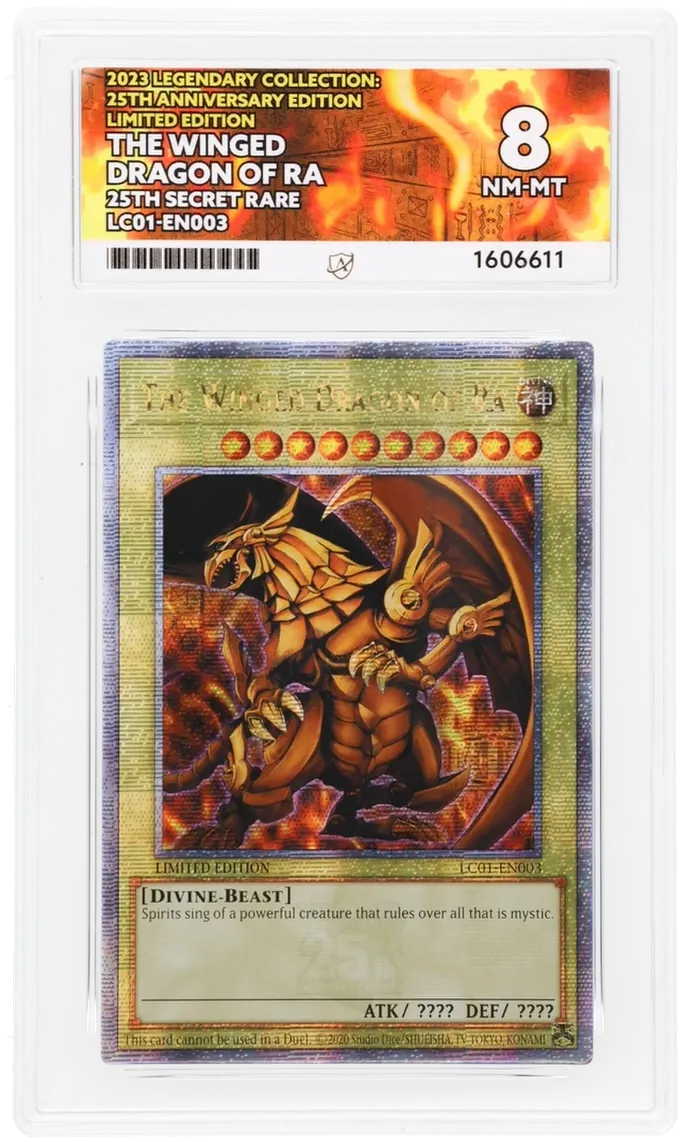 2023 LEGENDARY COLLECTION:
25TH ANNIVERSARY EDITION
LIMITED EDITION
THE WINGED
DRAGON OF RA
25TH SECRET RARE
LC01-EN003
8
NM-MT
1606611
THE WINGED DRAGON OF RA
神
LIMITED EDITION LC01-EN003
[DIVINE-BEAST]
Spirits sing of a powerful creature that rules over all that is mystic.
25th
ATK/ ???? DEF/ ????
This card cannot be used in a Duel. ©2020 Studio Dice/SHUEISHA, TV TOKYO, KONAMI